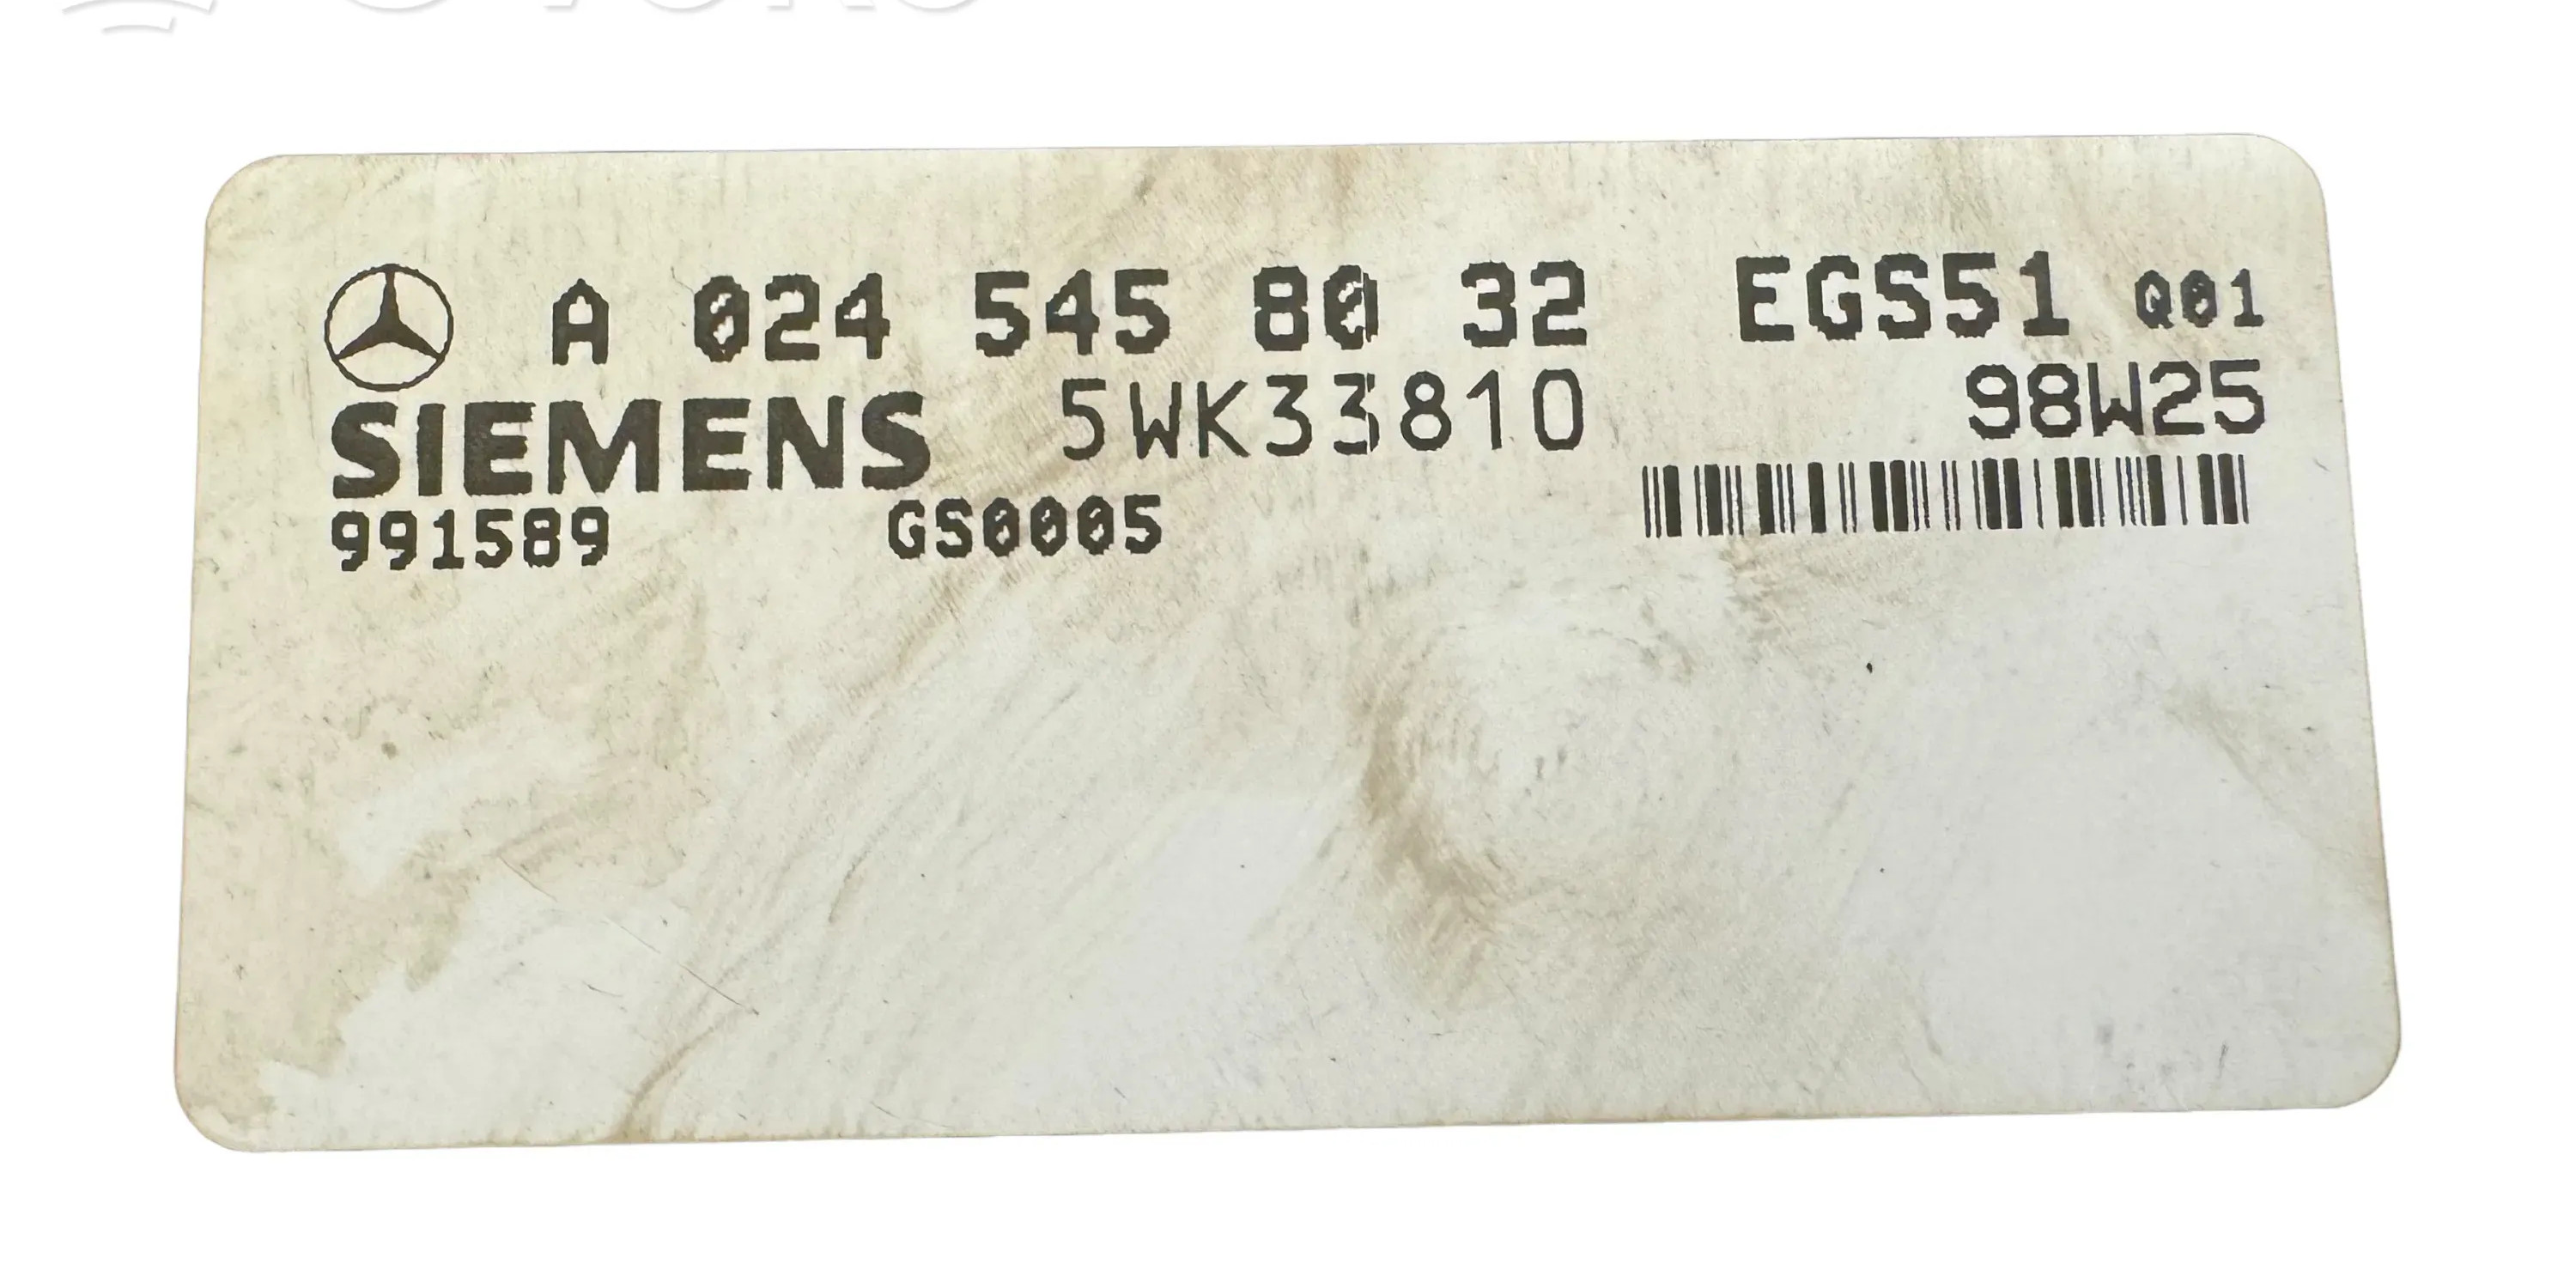 A 024 545 80 32 EGS51 Q01
SIEMENS 5WK33810 98W25
991589 GS0005